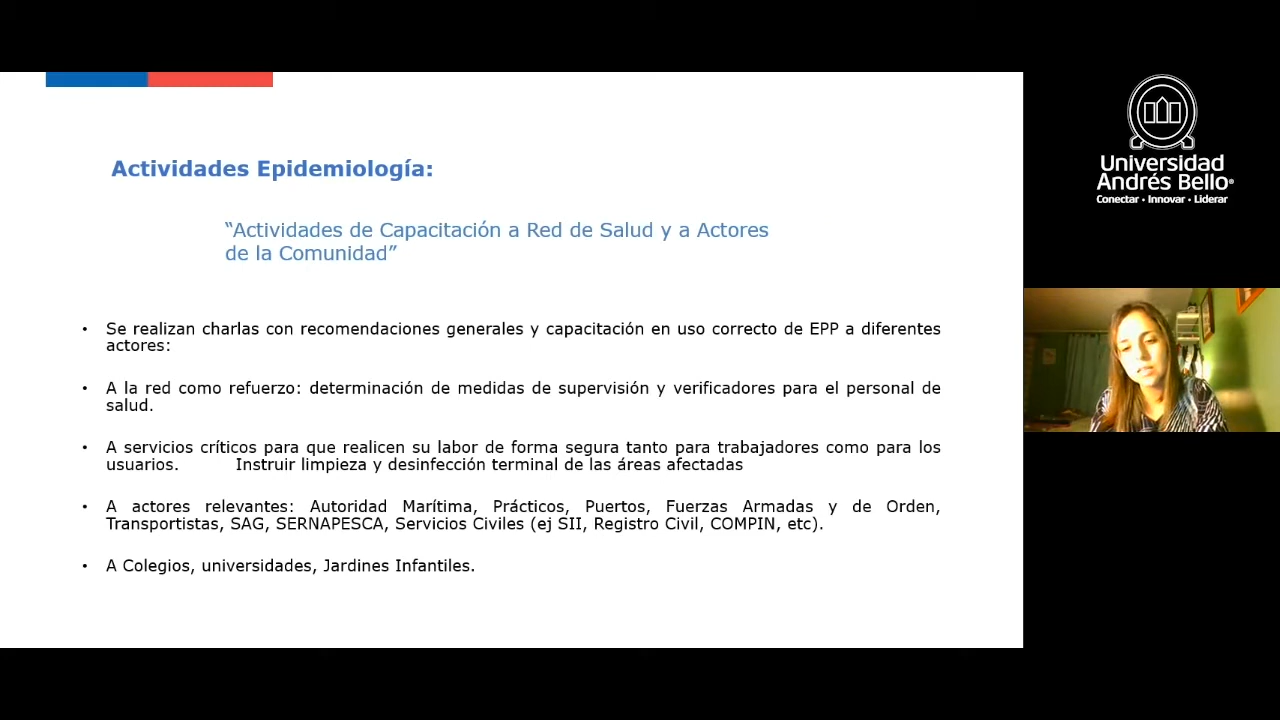 Actividades Epidemiología:
“Actividades de Capacitación a Red de Salud y a Actores
de la Comunidad”
• Se realizan charlas con recomendaciones generales y capacitación en uso correcto de EPP a diferentes
actores:
• A la red como refuerzo: determinación de medidas de supervisión y verificadores para el personal de
salud.
• A servicios críticos para que realicen su labor de forma segura tanto para trabajadores como para los
usuarios. Instruir limpieza y desinfección terminal de las áreas afectadas
• A actores relevantes: Autoridad Marítima, Prácticos, Puertos, Fuerzas Armadas y de Orden,
Transportistas, SAG, SERNAPESCA, Servicios Civiles (ej SII, Registro Civil, COMPIN, etc).
• A Colegios, universidades, Jardines Infantiles.
Universidad
Andrés Bello®
Conectar • Innovar • Liderar